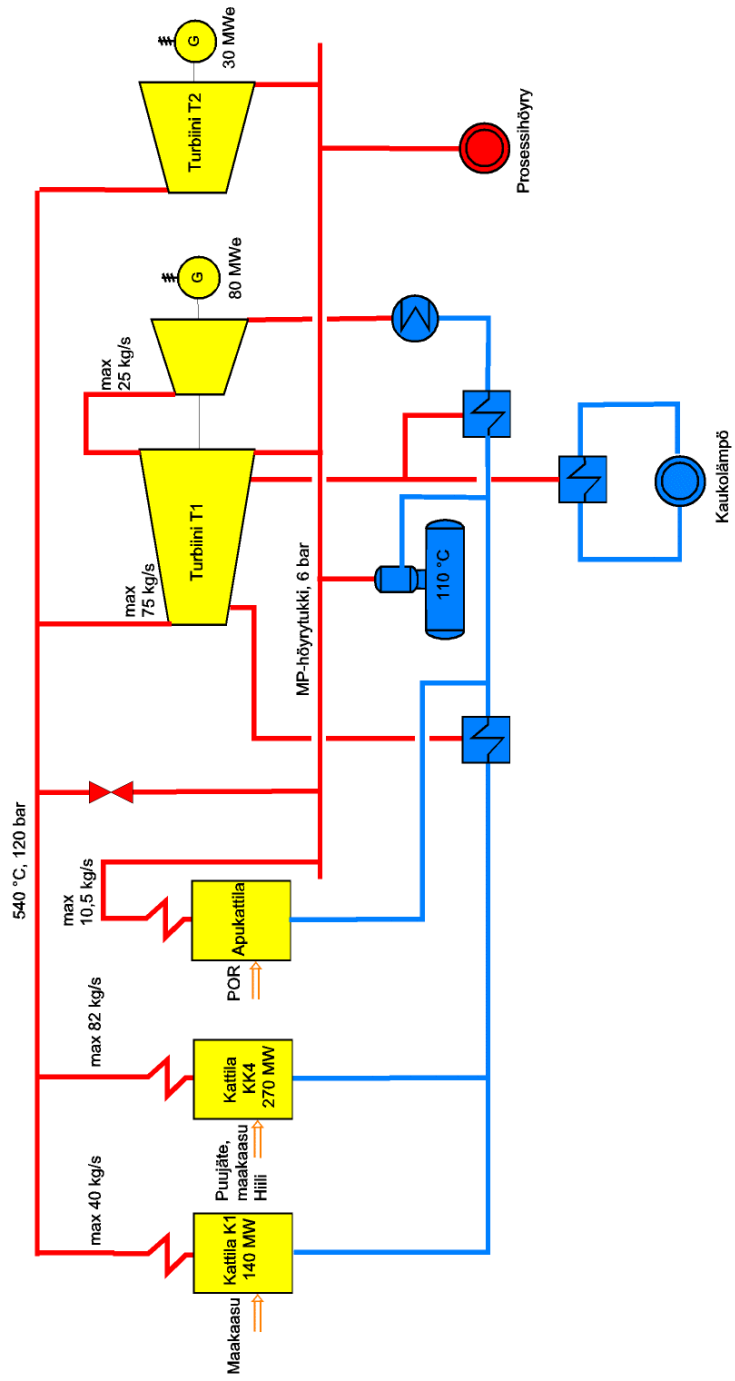 540 °C, 120 bar
max 40 kg/s
max 82 kg/s
max
10,5 kg/s
max
75 kg/s
max
25 kg/s
Maakaasu
Kattila K1
140 MW
Puujäte,
maakaasu
Hiili
Kattila
KK4
270 MW
POR
Apukattila
Turbiini T1
G
80 MWe
Turbiini T2
G
30 MWe
MP-höyrytukki, 6 bar
110 °C
Prosessihöyry
Kaukolämpö